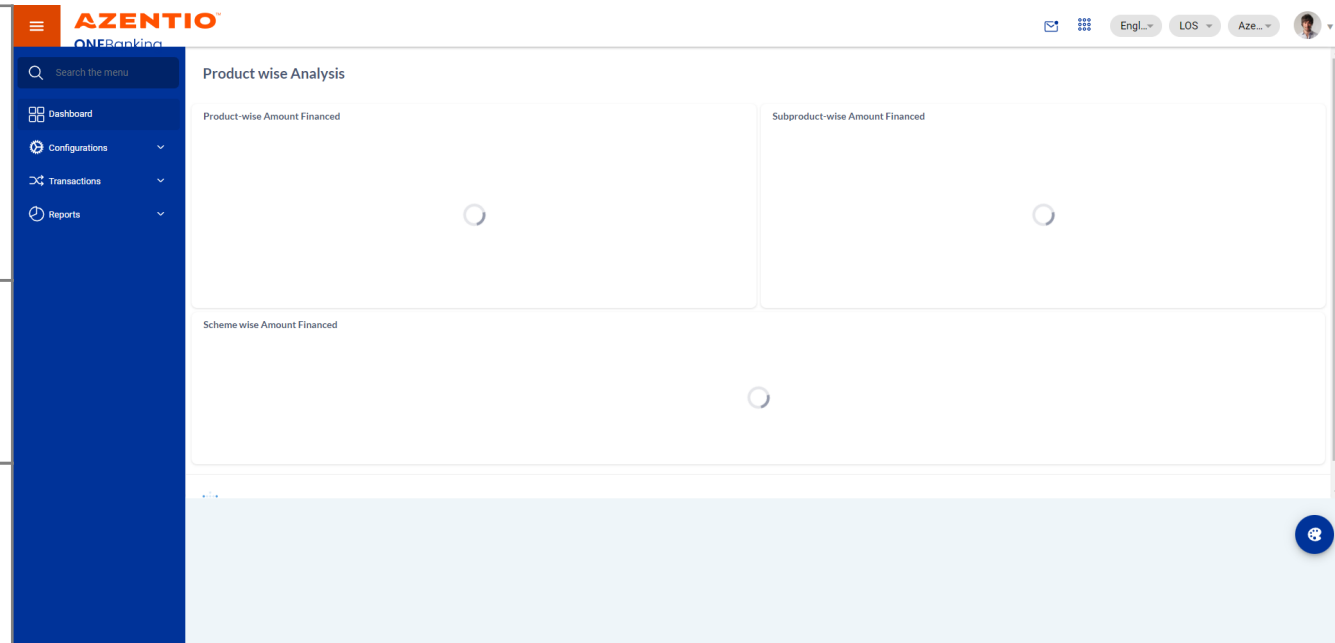 AZENTIO™
ONEBanking
Engl...
LOS
Aze...
Search the menu
Dashboard
Configurations
Transactions
Reports
Product wise Analysis
Product-wise Amount Financed
Subproduct-wise Amount Financed
Scheme wise Amount Financed